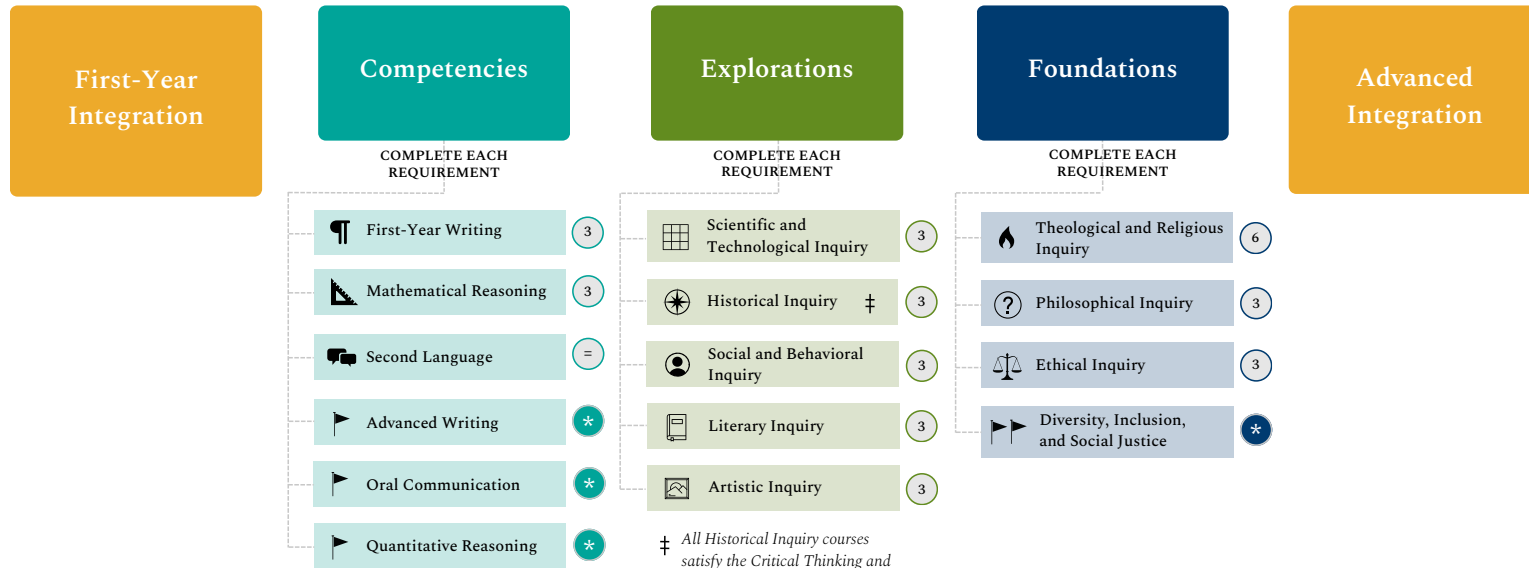 First-Year
Integration
Competencies
COMPLETE EACH
REQUIREMENT
First-Year Writing 3
Mathematical Reasoning 3
Second Language =
Advanced Writing *
Oral Communication *
Quantitative Reasoning *
Explorations
COMPLETE EACH
REQUIREMENT
Scientific and
Technological Inquiry 3
Historical Inquiry ‡ 3
Social and Behavioral
Inquiry 3
Literary Inquiry 3
Artistic Inquiry 3
‡ All Historical Inquiry courses
satisfy the Critical Thinking and
Foundations
COMPLETE EACH
REQUIREMENT
Theological and Religious
Inquiry 6
Philosophical Inquiry 3
? 
Ethical Inquiry 3
Diversity, Inclusion,
and Social Justice *
Advanced
Integration